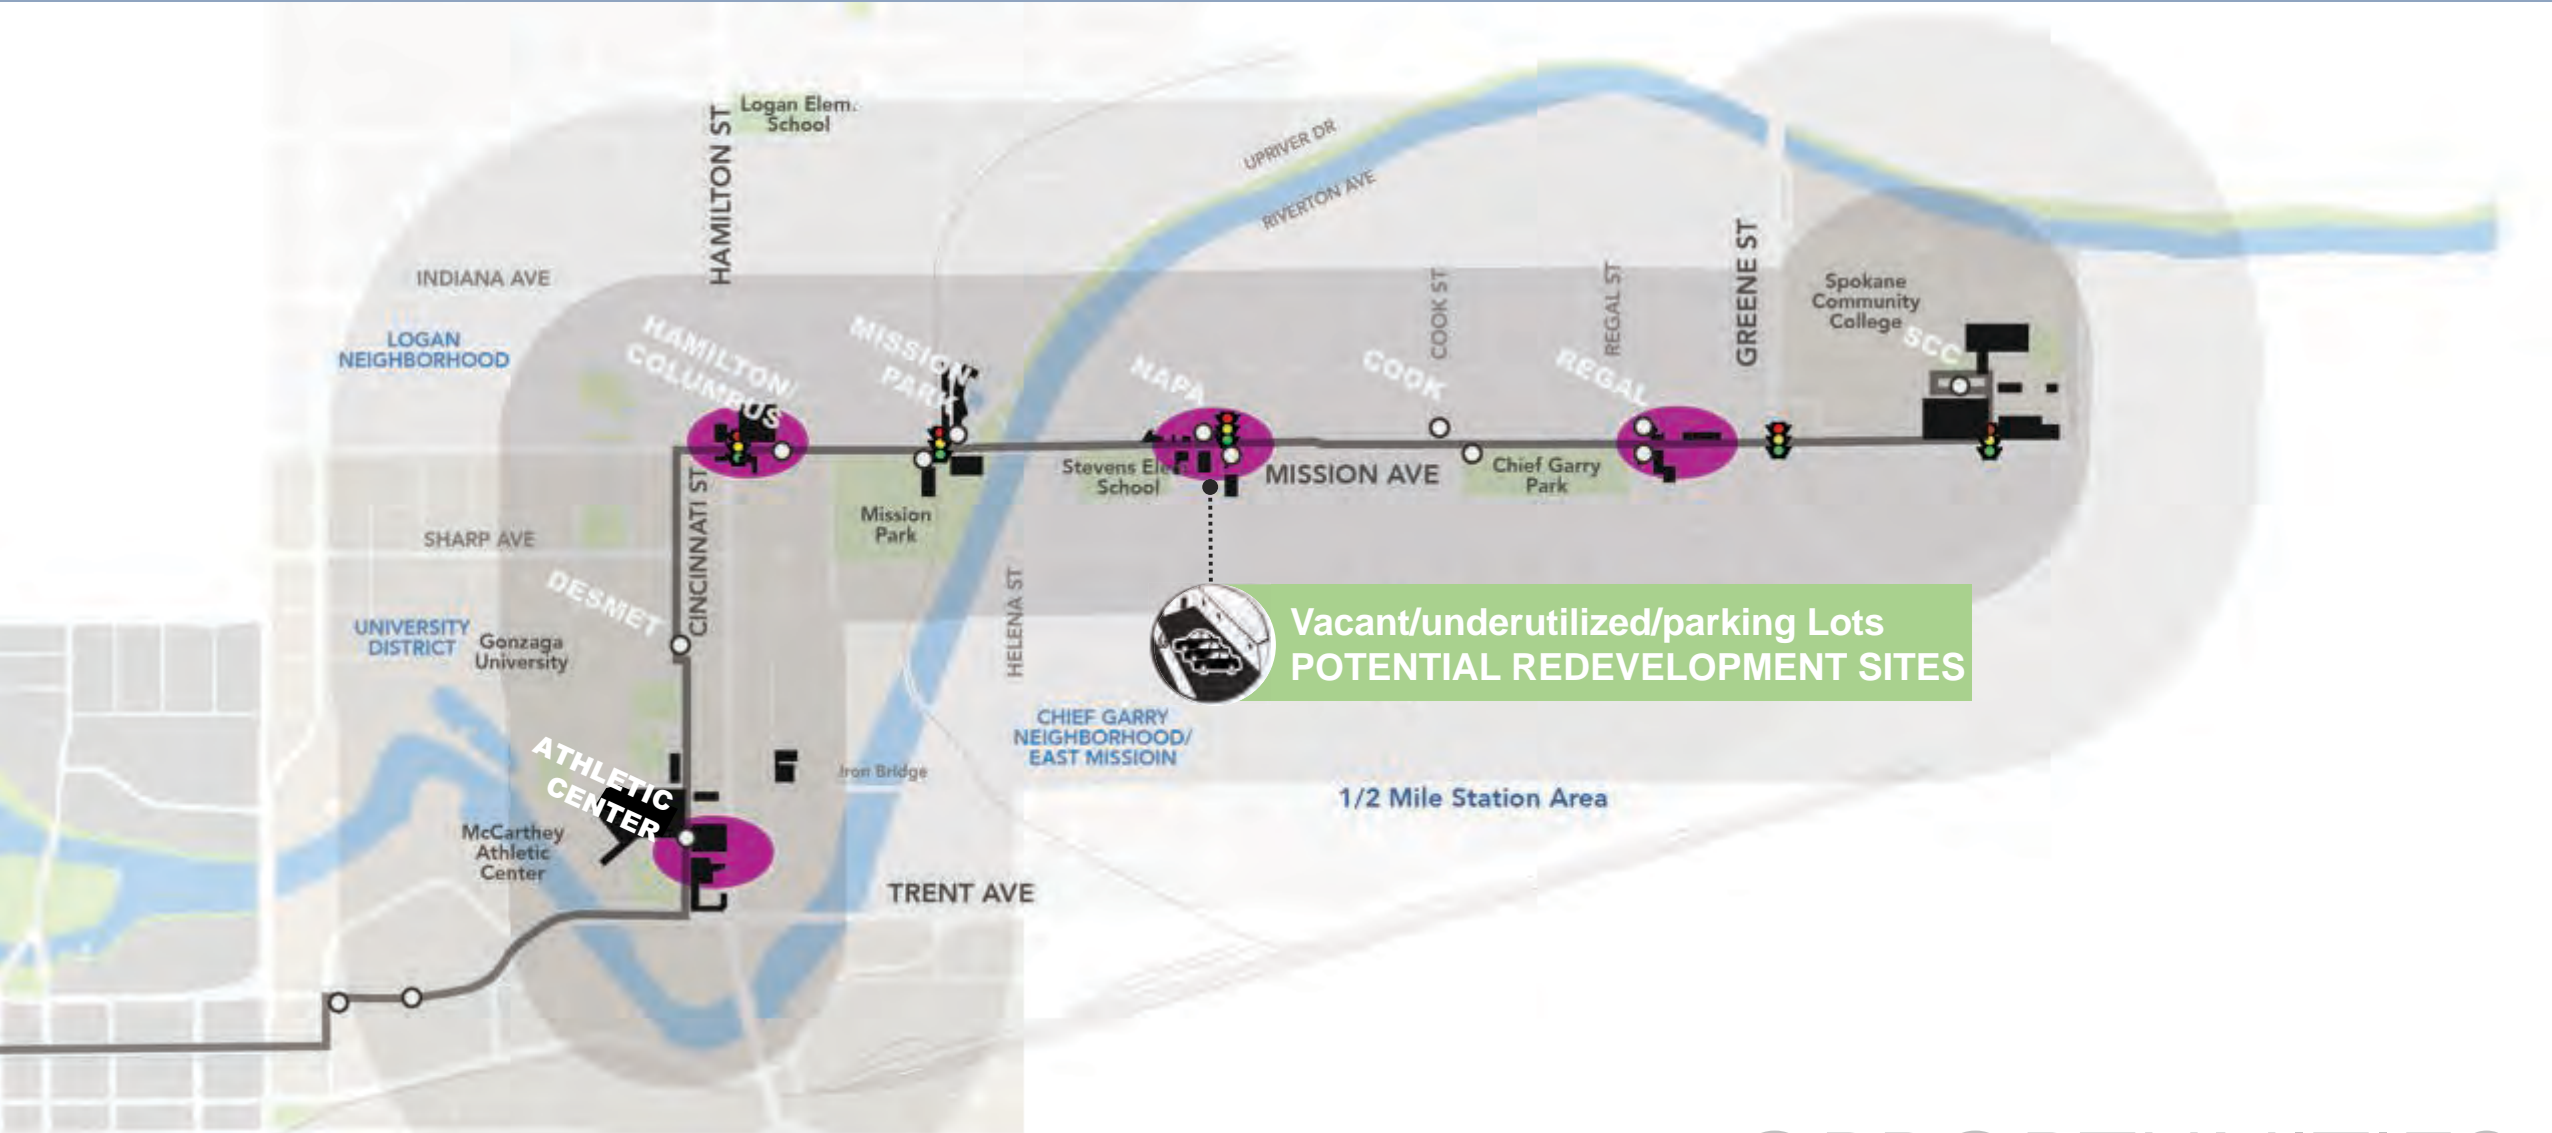 Logan Elem.
School
HAMILTON ST
UPRIVER DR
RIVERTON AVE
INDIANA AVE
LOGAN
NEIGHBORHOOD
HAMILTON/
COLUMBUS
MISSION
PARK
NAPA
COOK
COOK ST
REGAL
REGAL ST
GREENE ST
Spokane
Community
College
SCC
Stevens Ele
School
MISSION AVE
Chief Garry
Park
Mission
Park
CINCINNATI ST
SHARP AVE
DESMET
UNIVERSITY
DISTRICT
Gonzaga
University
HELENA ST
Vacant/underutilized/parking Lots
POTENTIAL REDEVELOPMENT SITES
CHIEF GARRY
NEIGHBORHOOD/
EAST MISSIOIN
ATHLETIC
CENTER
Iron Bridge
1/2 Mile Station Area
McCarthey
Athletic
Center
TRENT AVE